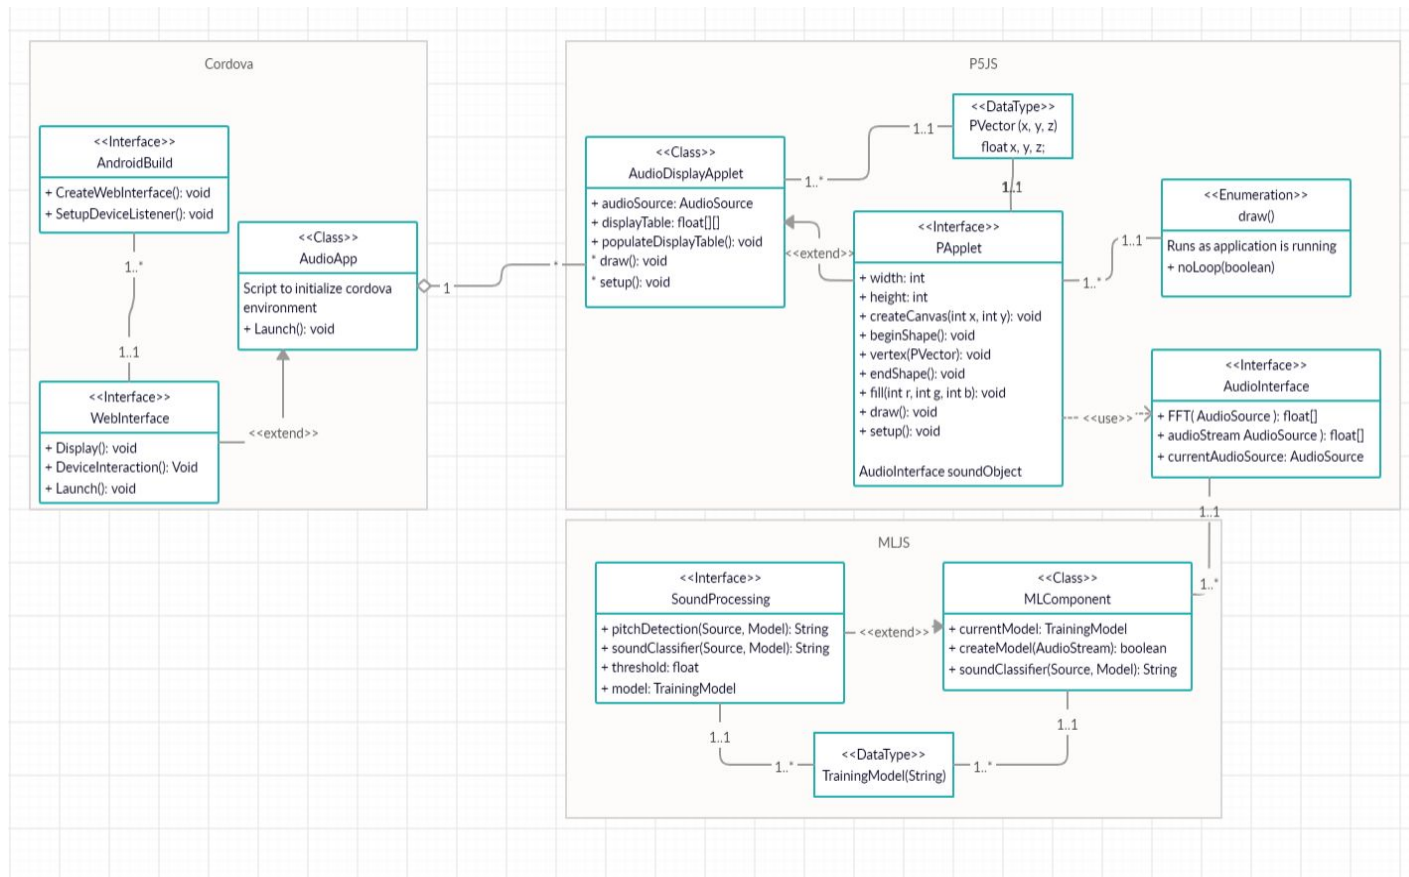 Cordova
<<Interface>>
AndroidBuild
+ CreateWebInterface(): void
+ SetupDeviceListener(): void
1..*
1..1
<<Class>>
AudioApp
Script to initialize cordova
environment
+ Launch(): void
<<Interface>>
WebInterface
+ Display(): void
+ DeviceInteraction(): Void
+ Launch(): void
<<extend>>
1
*
P5JS
<<Class>>
AudioDisplayApplet
+ audioSource: AudioSource
+ displayTable: float[][]
+ populateDisplayTable(): void
* draw(): void
* setup(): void
1..*
1..1
<<DataType>>
PVector (x, y, z)
float x, y, z;
1..1
<<extend>>
<<Interface>>
PApplet
+ width: int
+ height: int
+ createCanvas(int x, int y): void
+ beginShape(): void
+ vertex(PVector): void
+ endShape(): void
+ fill(int r, int g, int b): void
+ draw(): void
+ setup(): void
AudioInterface soundObject
1..*
1..1
<<Enumeration>>
draw()
Runs as application is running
+ noLoop(boolean)
<<use>>
<<Interface>>
AudioInterface
+ FFT( AudioSource ): float[]
+ audioStream AudioSource ): float[]
+ currentAudioSource: AudioSource
1..1
1..*
MLJS
<<Interface>>
SoundProcessing
+ pitchDetection(Source, Model): String
+ soundClassifier(Source, Model): String
+ threshold: float
+ model: TrainingModel
<<extend>>
<<Class>>
MLComponent
+ currentModel: TrainingModel
+ createModel(AudioStream): boolean
+ soundClassifier(Source, Model): String
1..1
1..*
<<DataType>>
TrainingModel(String)
1..*
1..1